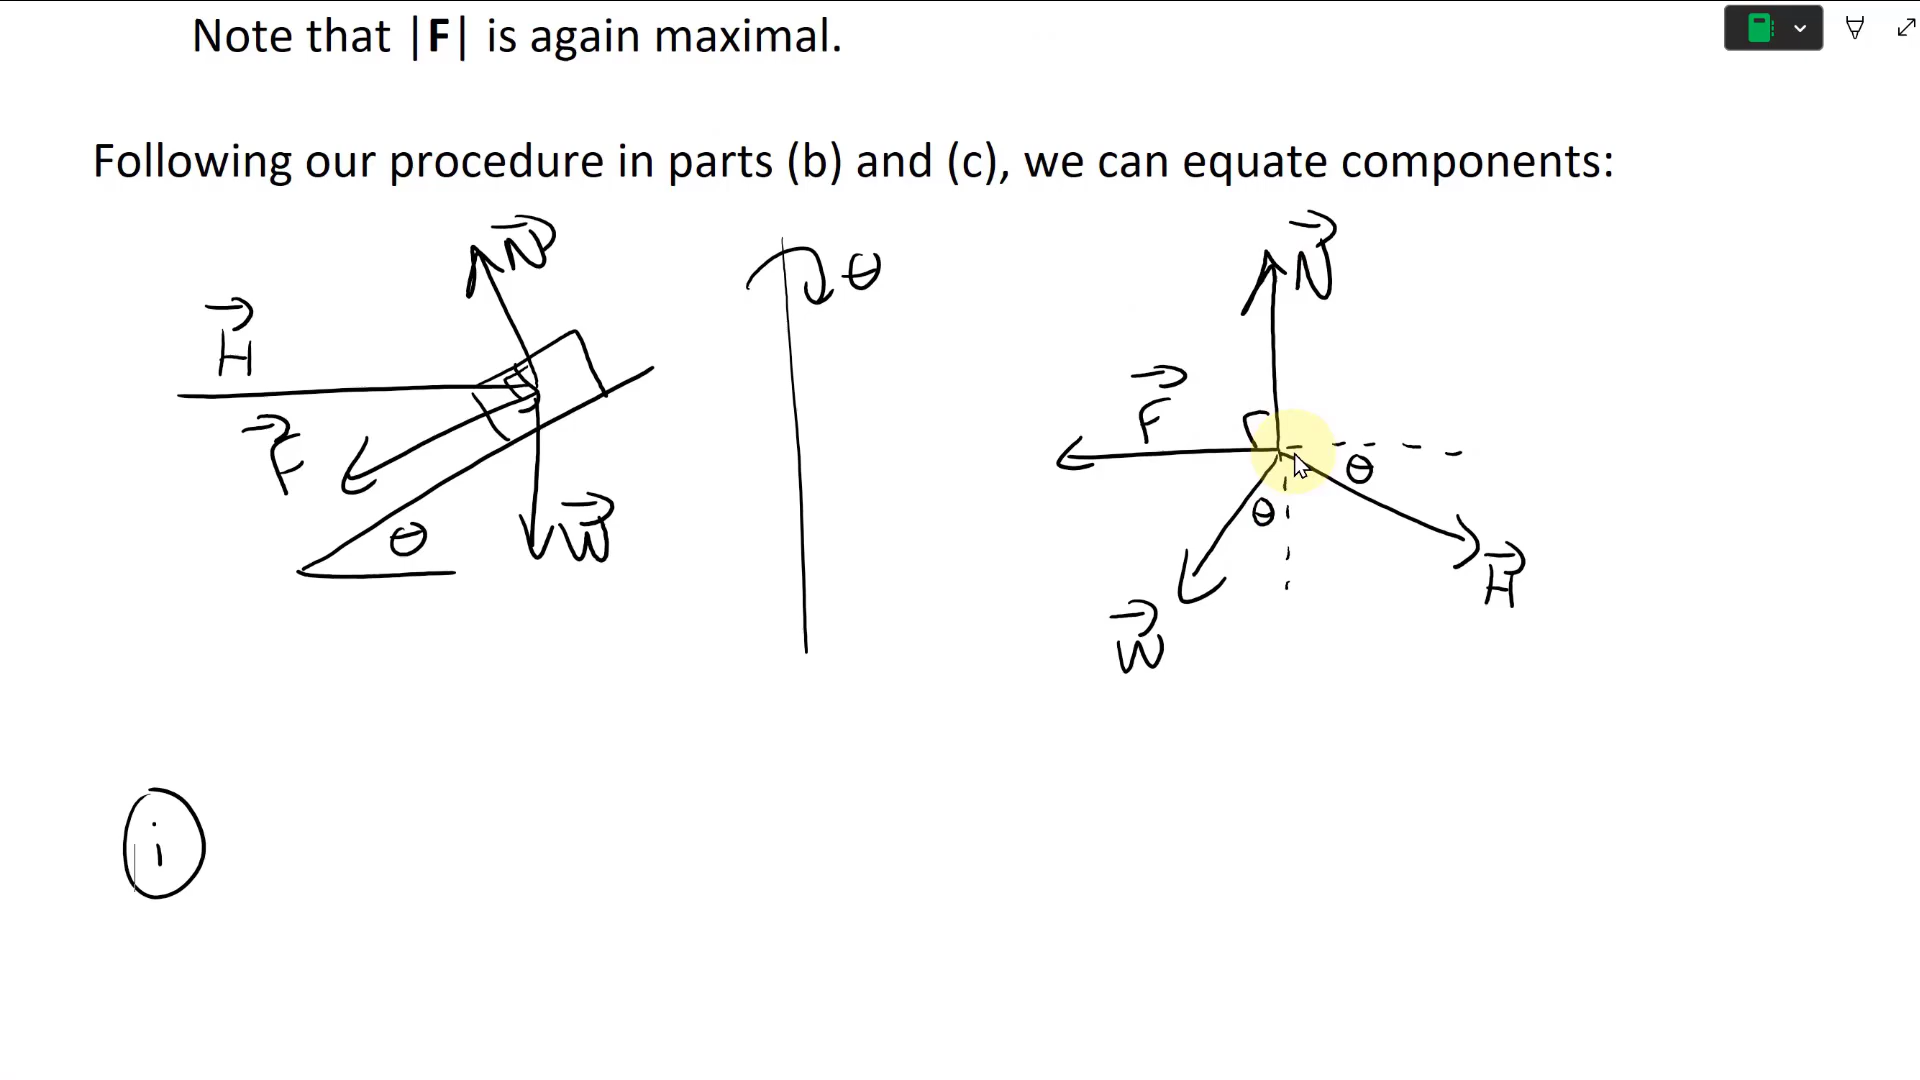 Note that |F| is again maximal.
Following our procedure in parts (b) and (c), we can equate components:
N
H
F
θ
W
θ
N
F
θ
θ
H
W
i